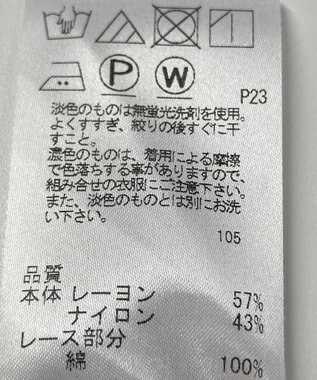 P W
P23
淡色のものは無蛍光洗剤を使用。
よくすすぎ、絞りの後すぐに干
すこと。
濃色のものは、着用による摩擦
で色落ちする事がありますので、
組み合せの衣服にご注意下さい。
また、淡色のものとは別にお洗
い下さい。
105
品質
本体 レーヨン 57%
ナイロン 43%
レース部分
綿 100%